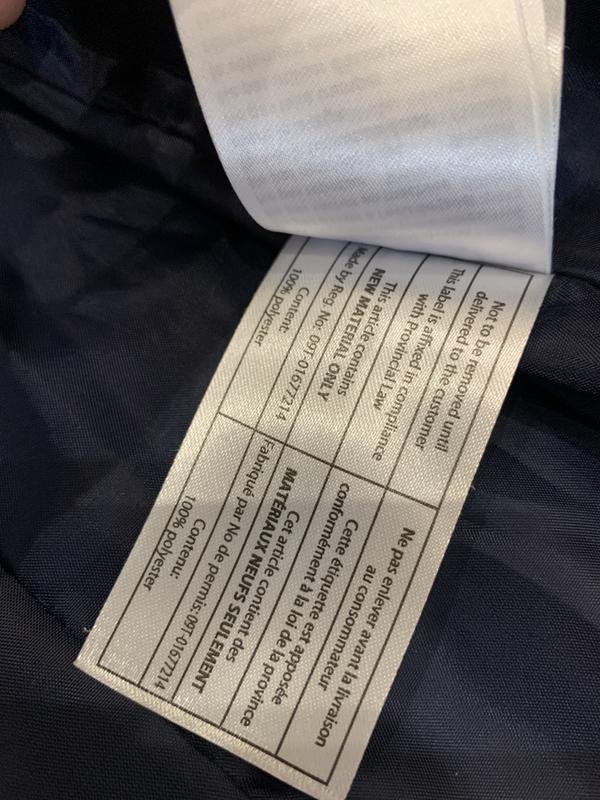 Not to be removed until
delivered to the customer
This label is affixed in compliance
with Provincial Law
This article contains
NEW MATERIAL ONLY
Made by Reg. No: 09T-01677214
Content:
100% polyester
Ne pas enlever avant la livraison
au consommateur
Cette étiquette est apposée
conformément à la loi de la province
Cet article contient des
MATÉRIAUX NEUFS SEULEMENT
Fabriqué par No de permis:09T-0167214
Contenu:
100% polyester